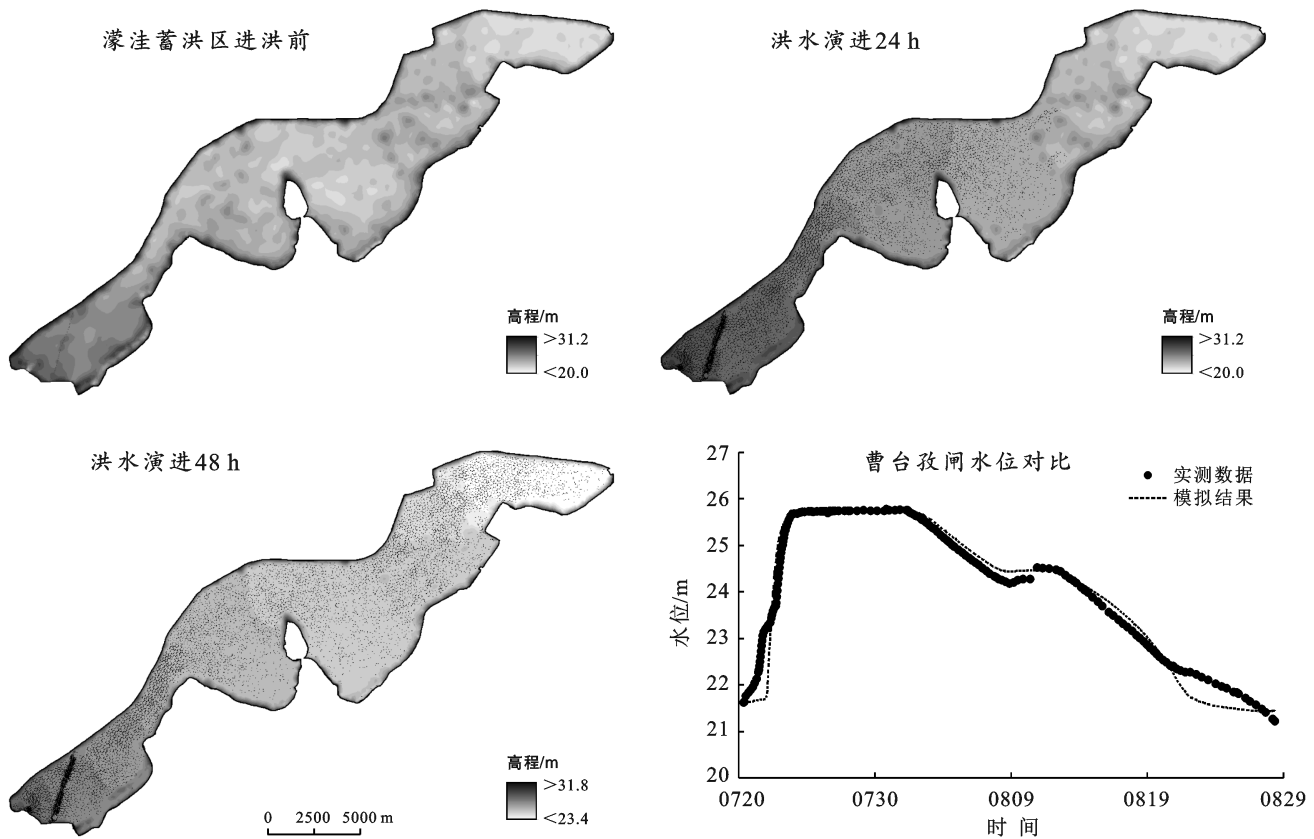 濛洼蓄洪区进洪前
高程/m
>31.2
<20.0
洪水演进24 h
高程/m
>31.2
<20.0
洪水演进48 h
高程/m
>31.8
<23.4
0 2500 5000 m
曹台孜闸水位对比
实测数据
模拟结果
水位/m
27
26
25
24
23
22
21
20
0720 0730 0809 0819 0829
时 间